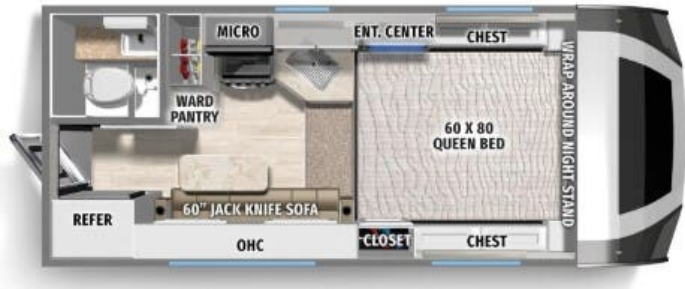 MICRO
ENT. CENTER
CHEST
WARD
PANTRY
60 X 80
QUEEN BED
WRAP AROUND NIGHT STAND
60" JACK KNIFE SOFA
REFER
OHC
CLOSET
CHEST